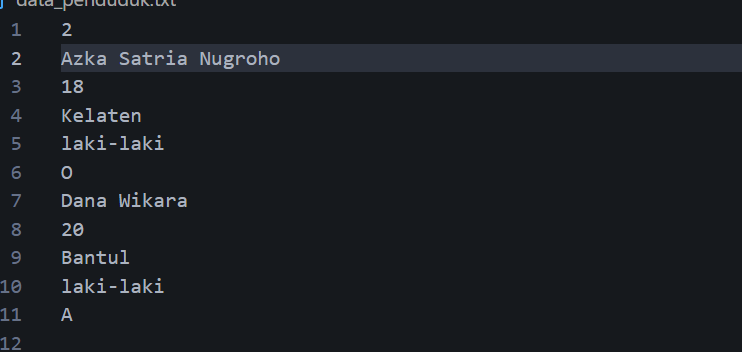 data_penduduk.txt
1 2
2 Azka Satria Nugroho
3 18
4 Kelaten
5 laki-laki
6 O
7 Dana Wikara
8 20
9 Bantul
10 laki-laki
11 A
12